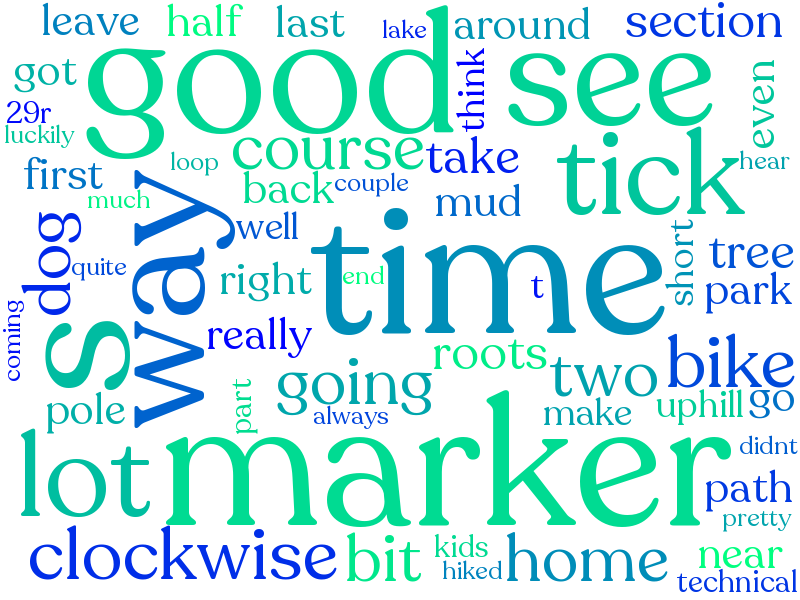 leave half last lake around section
got good see
29r think even
luckily course take tick
first loop back couple hear
much mud
dog way well time short tree
quite right end t park
coming s really roots bike
pole part going two go
always make uphill
lot marker didnt
path
pretty
clockwise bit kids home near
hiked technical